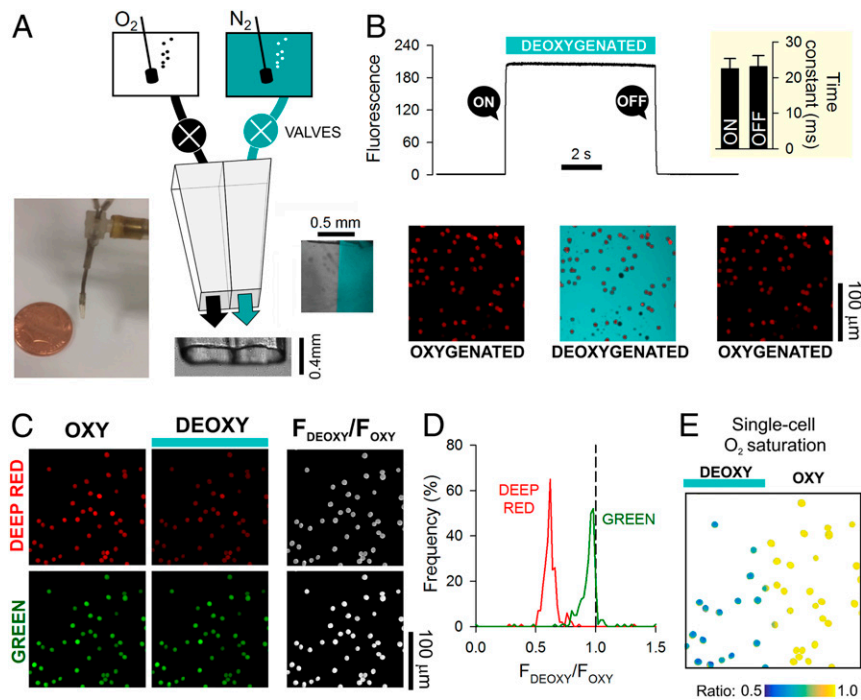 A
O2
N2
VALVES
0.5 mm
0.4mm
B
DEOXYGENATED
240
180
120
60
0
Fluorescence
ON
OFF
2 s
30
20
10
0
Time
constant (ms)
ON
OFF
OXYGENATED
DEOXYGENATED
OXYGENATED
100 µm
C
OXY
DEOXY
FDEOXY/FOXY
DEEP RED
GREEN
100 µm
D
80
60
40
20
0
Frequency (%)
DEEP
RED
GREEN
0.0
0.5
1.0
1.5
FDEOXY/FOXY
E
Single-cell
O2 saturation
DEOXY
OXY
Ratio: 0.5
1.0